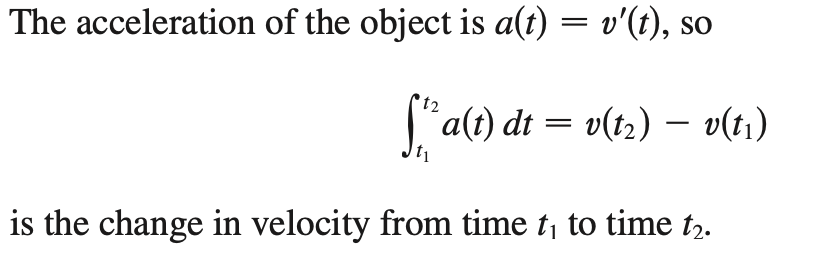 The acceleration of the object is a(t) = v′(t), so
∫_{t₁}^{t₂} a(t) dt = v(t₂) − v(t₁)
is the change in velocity from time t₁ to time t₂.